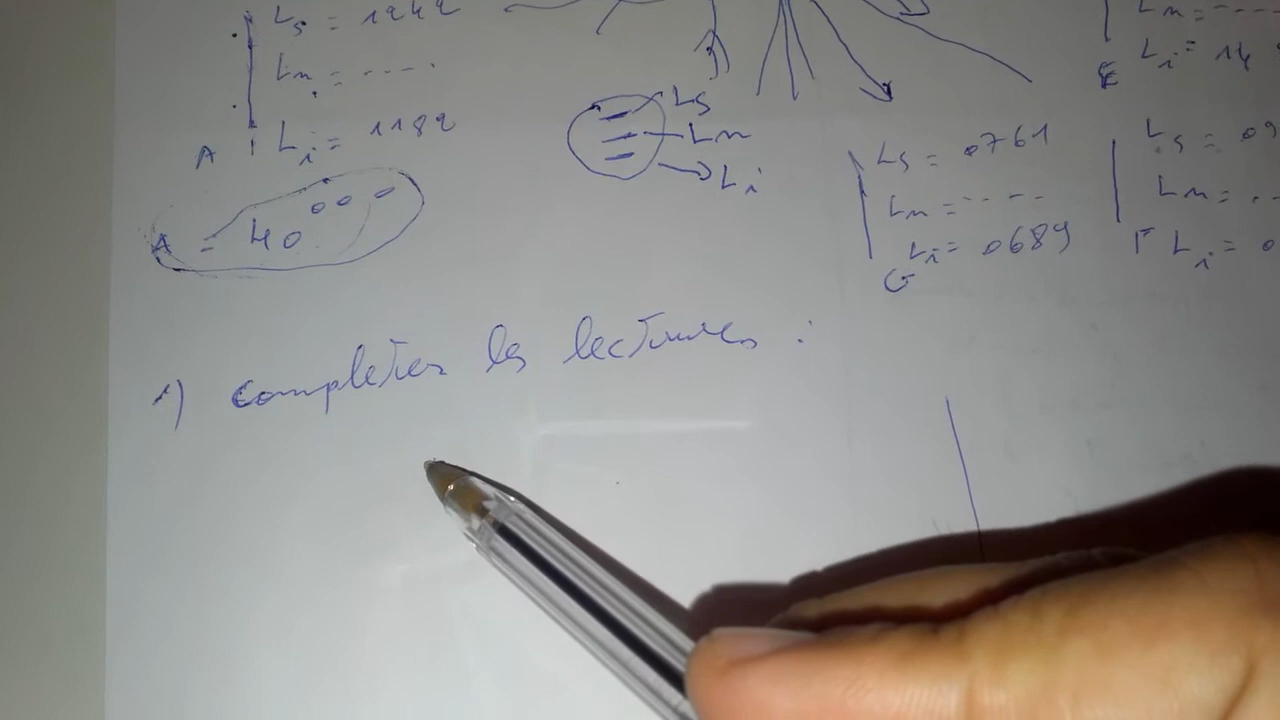 Ls = 1242
Lm = ----.
Li = 1182
A
A = 40,000
Ls
Lm
Li
Lm = ----
Li = 14
E
Ls = 0761
Lm = ----
Li = 0689
G
Ls = 09
Lm = --
F Li = 0
1) completer les lectures :